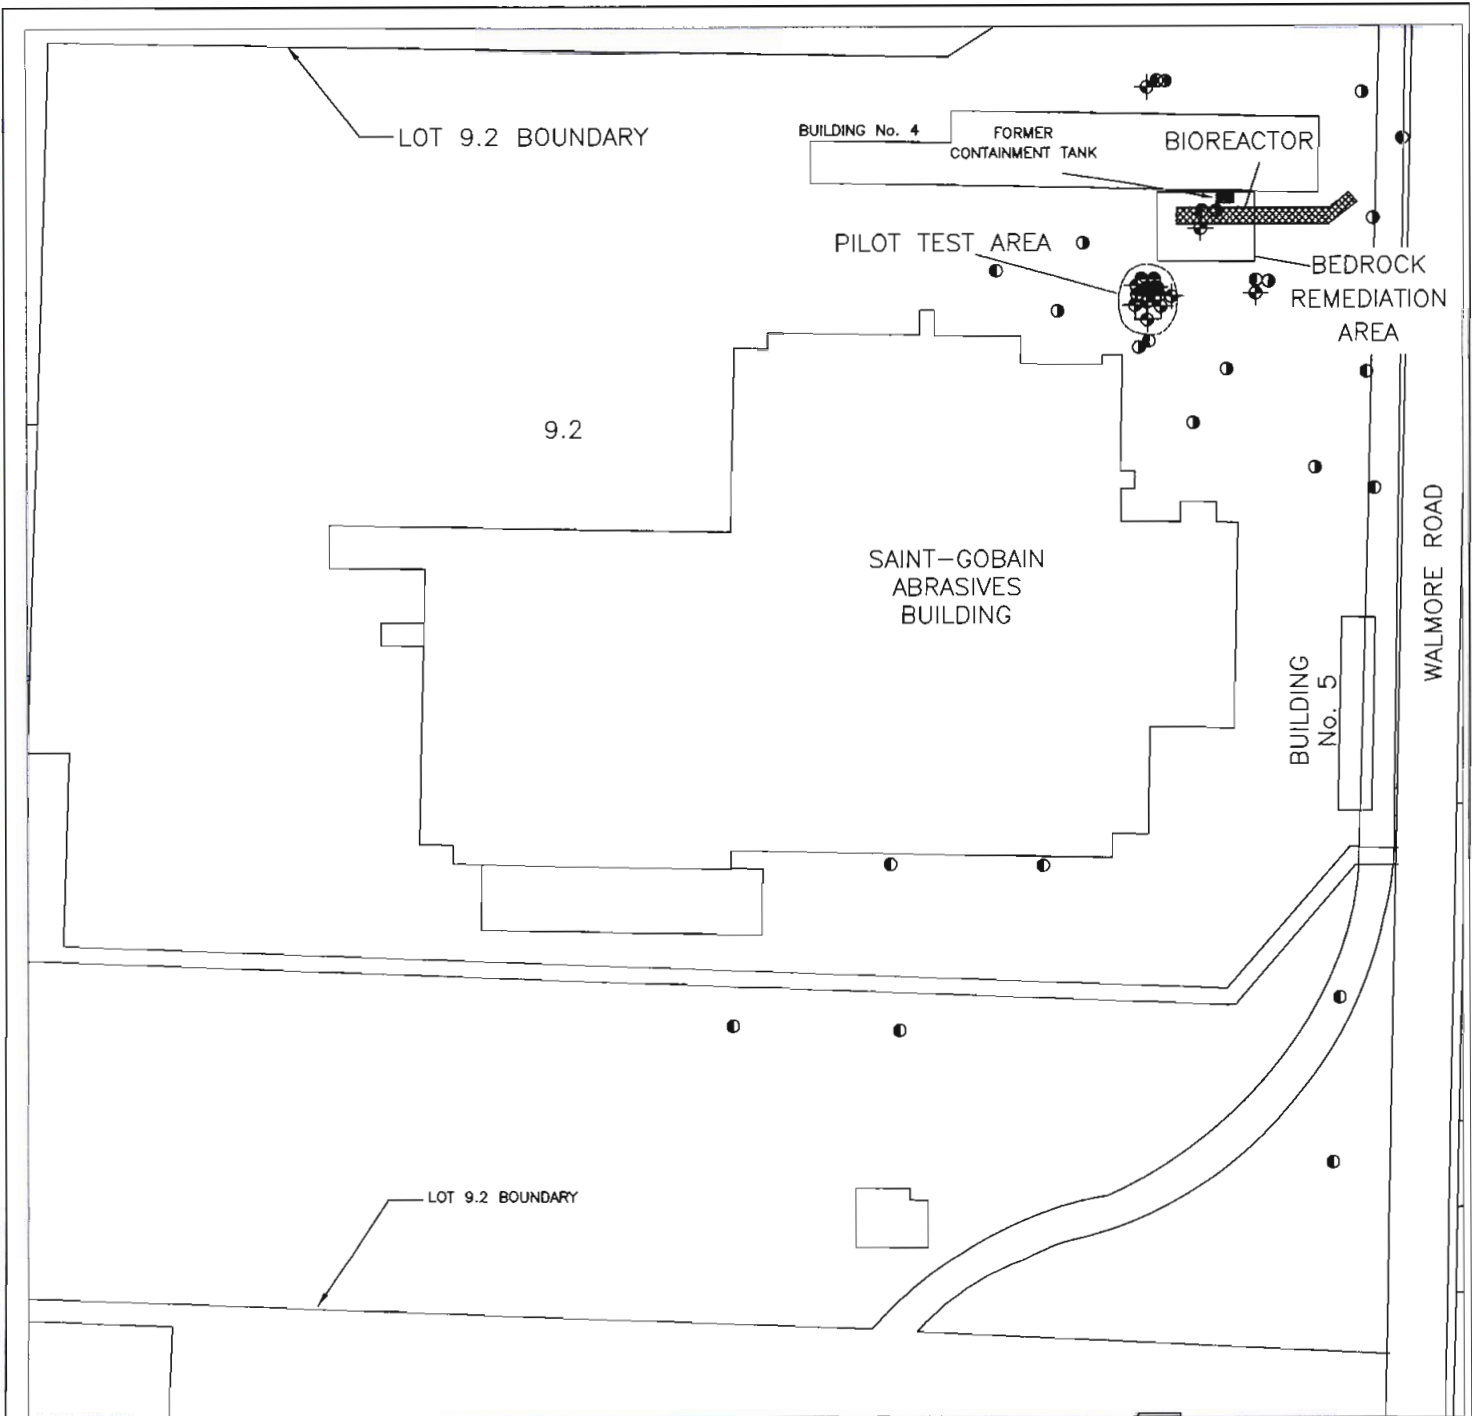 LOT 9.2 BOUNDARY
BUILDING No. 4
FORMER
CONTAINMENT TANK
BIOREACTOR
PILOT TEST AREA
BEDROCK
REMEDIATION
AREA
9.2
SAINT-GOBAIN
ABRASIVES
BUILDING
WALMORE ROAD
BUILDING
No. 5
LOT 9.2 BOUNDARY